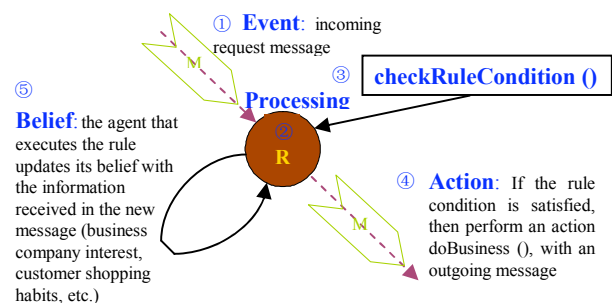 ① Event: incoming
request message
M
③
checkRuleCondition ()
Processing
②
R
⑤
Belief: the agent that
executes the rule
updates its belief with
the information
received in the new
message (business
company interest,
customer shopping
habits, etc.)
④ Action: If the rule
condition is satisfied,
then perform an action
doBusiness (), with an
outgoing message
M